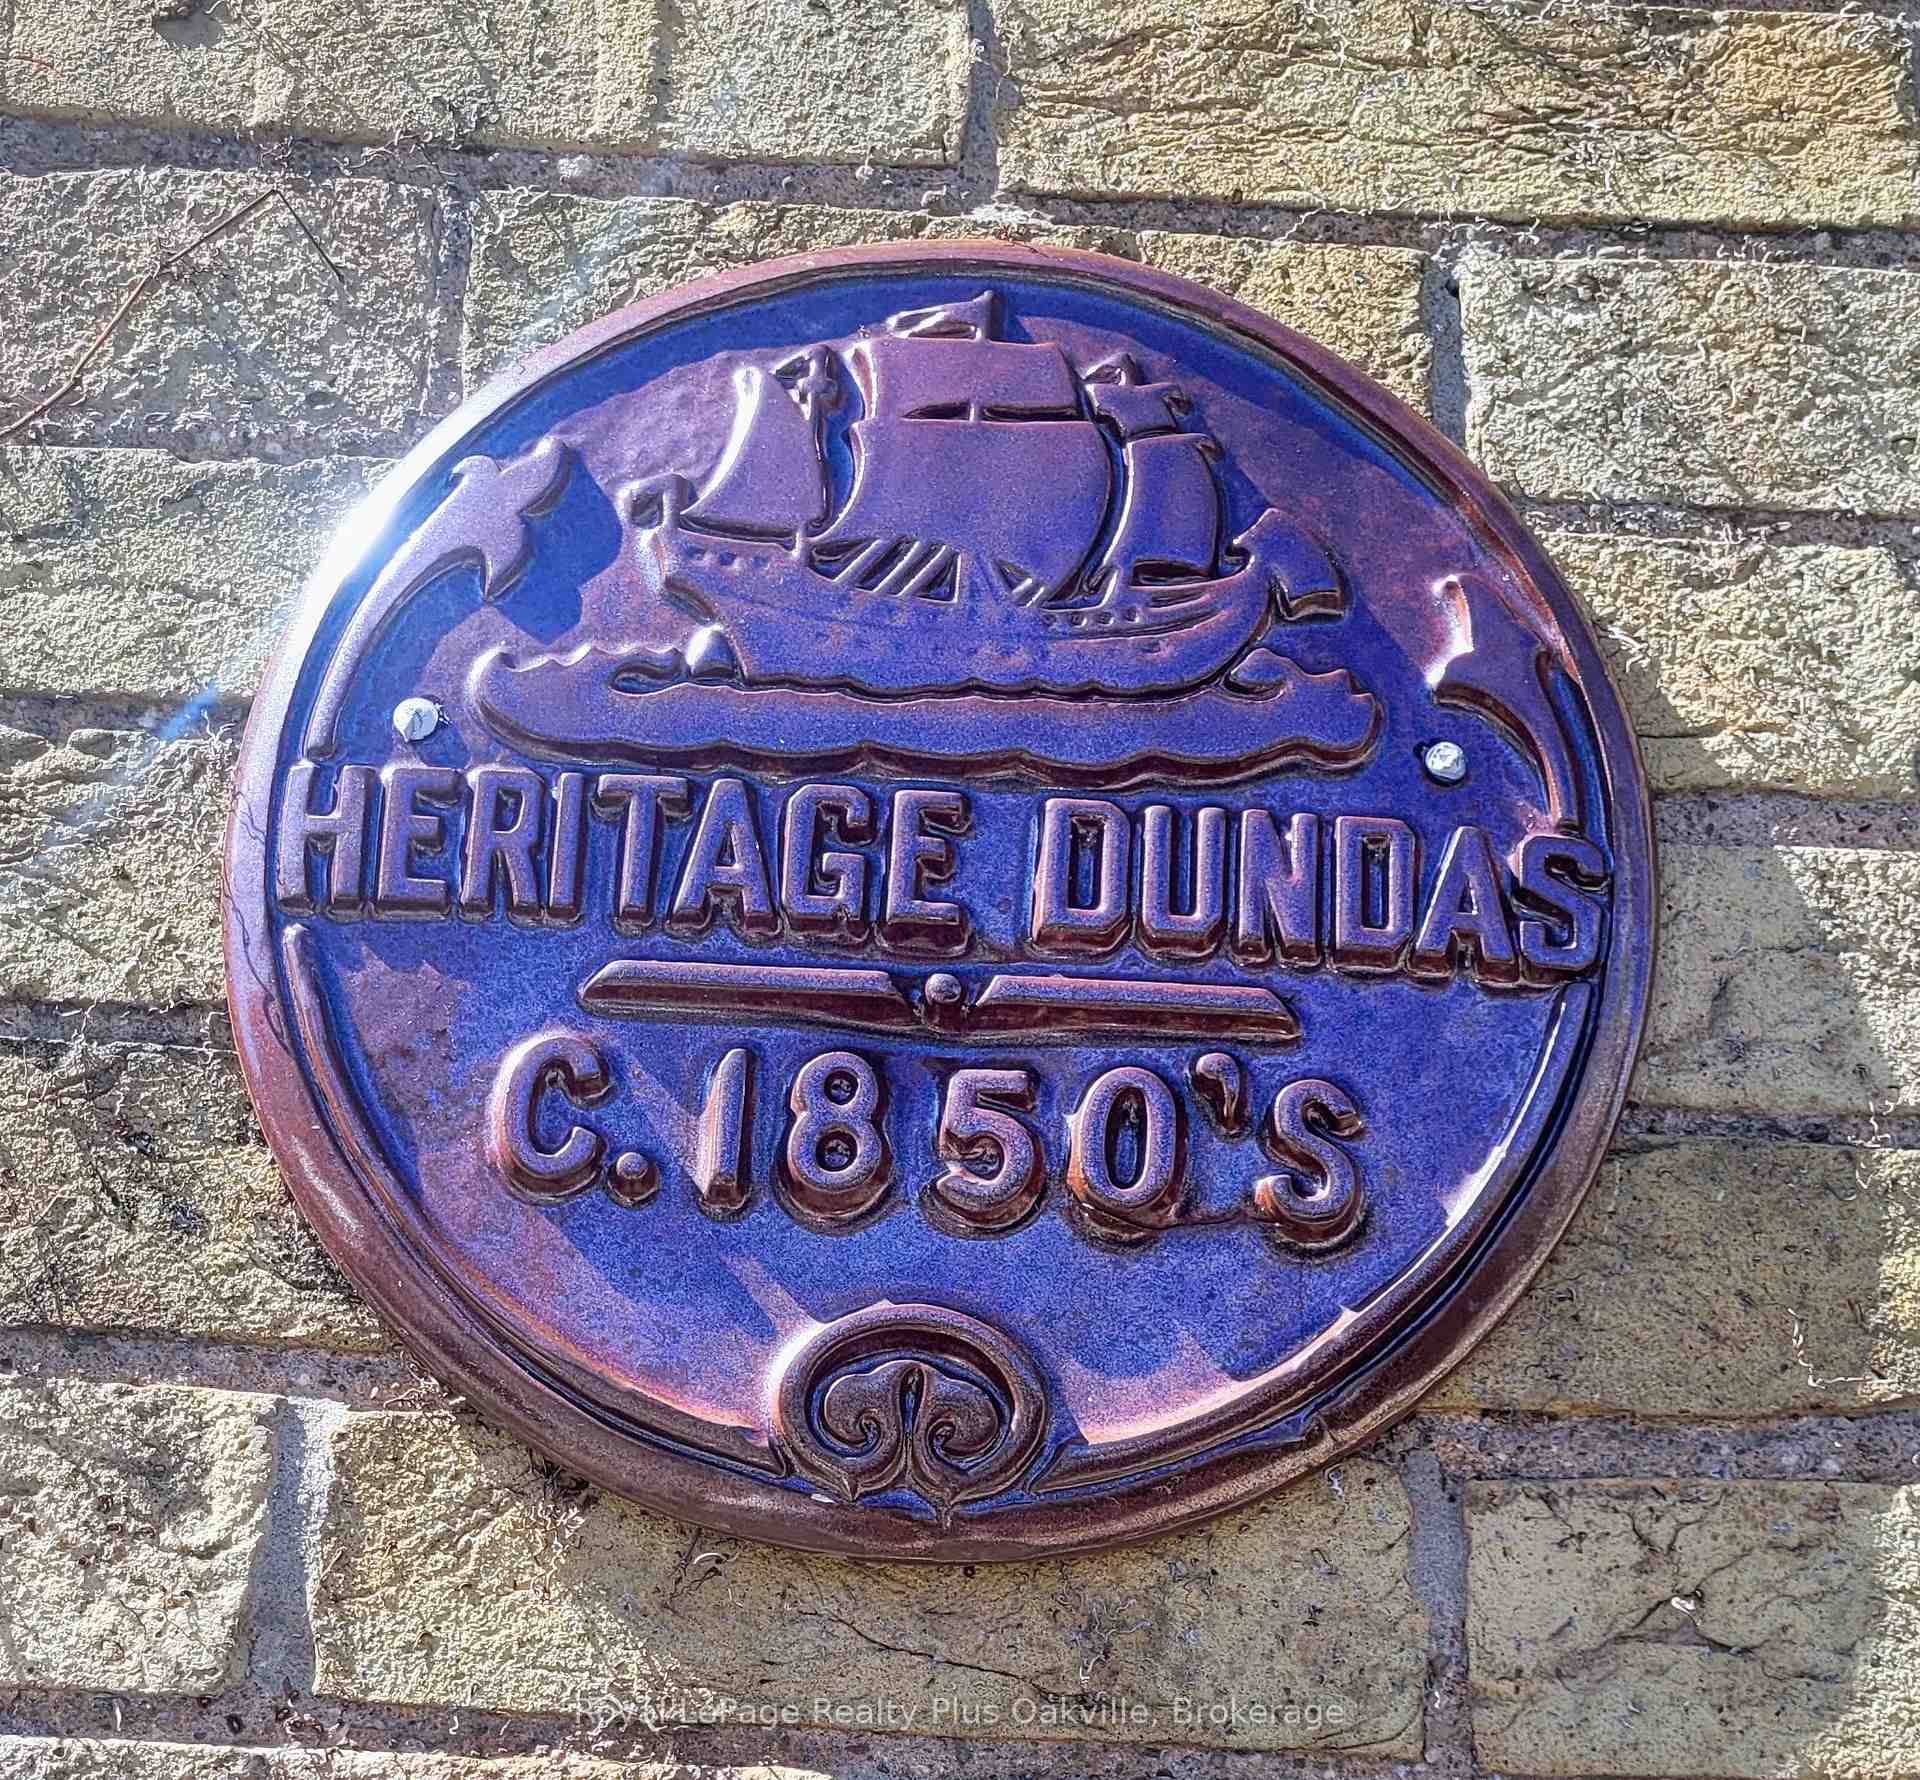 HERITAGE DUNDAS
C. 1850'S
Royal LePage Realty Plus Oakville, Brokerage